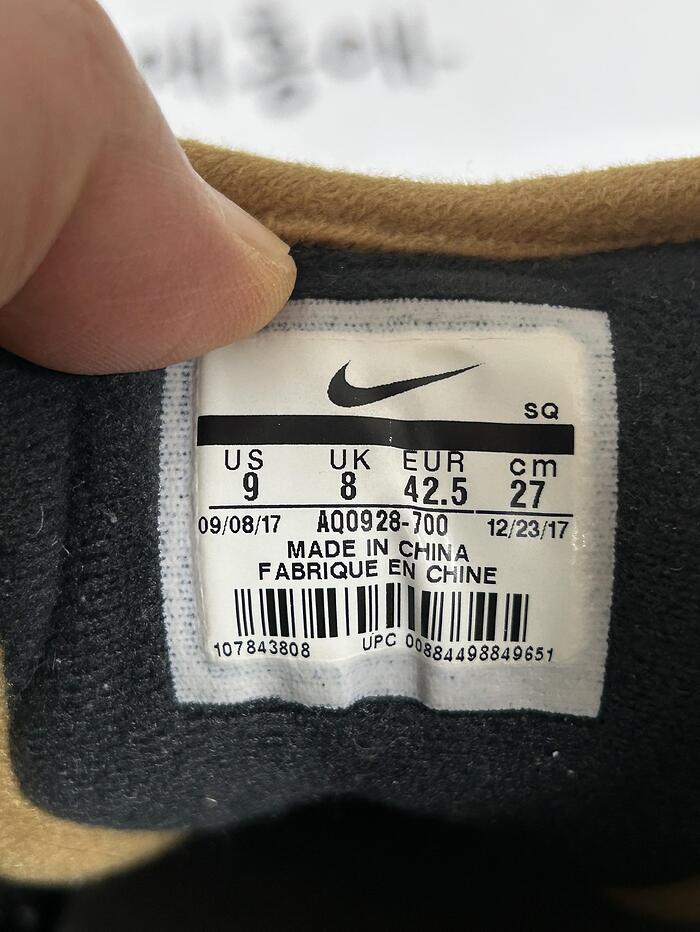 SQ
US UK EUR cm
9 8 42.5 27
09/08/17 AQ0928-700 12/23/17
MADE IN CHINA
FABRIQUE EN CHINE
107843808 UPC 00884498849651